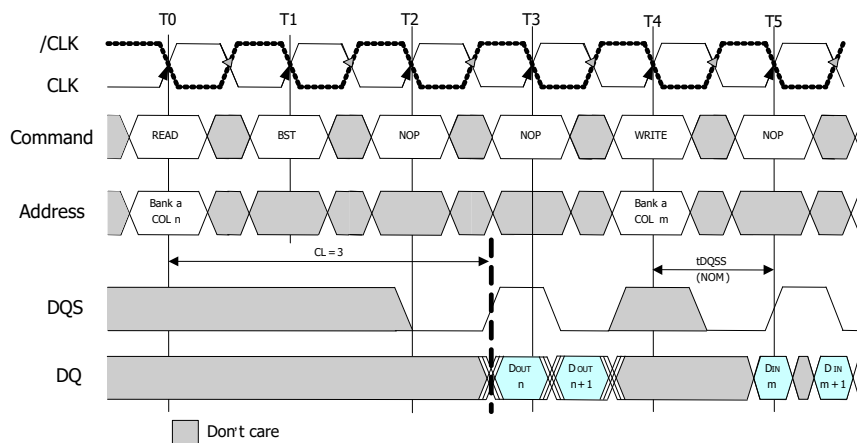 T0 T1 T2 T3 T4 T5
/CLK
CLK
Command READ BST NOP NOP WRITE NOP
Address Bank a COL n Bank a COL m
CL = 3
tDQSS
(NOM)
DQS
DQ DOUT n DOUT n+1 DIN m DIN m+1
Don't care